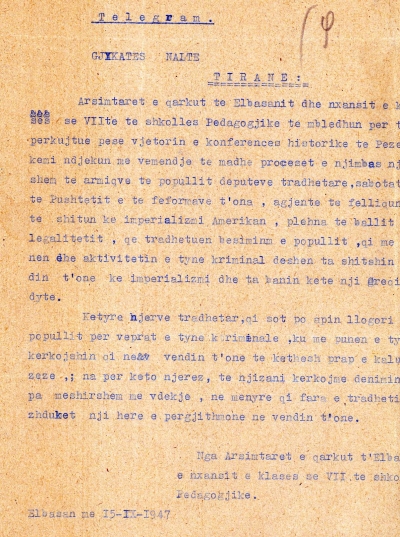 Telegram.
GJYKATES NALTE
TIRANE:
Arsimtaret e qarkut te Elbasanit dhe nxansit e k
ses se VIIte te shkolles Pedagogjike te mbledhun per t
perkujtue pese vjetorin e konferences historike te Peze
kemi ndjekun me vemendje te madhe proceset e njimbas nj
shem te armiqve te popullit deputeve tradhetare,sabotat
te Pushtetit e te feformave t'ona , agjente te felliqun
te shitun ke imperializmi Amerikan , plehna te ballit
legalitetit , qe tradhetuen besiminm e popullit ,qi me
nen dhe aktivitetin e tyne kriminal deshen ta shitshin
din t'one ke imperializmi dhe ta banin kete nji Greqi
dyte.
Ketyre njerve tradhetar,qi sot po apin llogori
popullit per veprat e tyne kriminale ,ku me punen e ty
kerkojshin qi vendin t'one te kethesh prap e kalu
zeze ,; na per keto njerez, te njizani kerkojme denimin
pa meshirshem me vdekje , ne menyre qi fara e tradheti
zhduket nji here e pergjithmone ne vendin t'one.
Nga Arsimtaret e qarkut t'Elba
e nxansit e klases se VII te shko
Pedagogjike.
Elbasan me 15-IX-1947